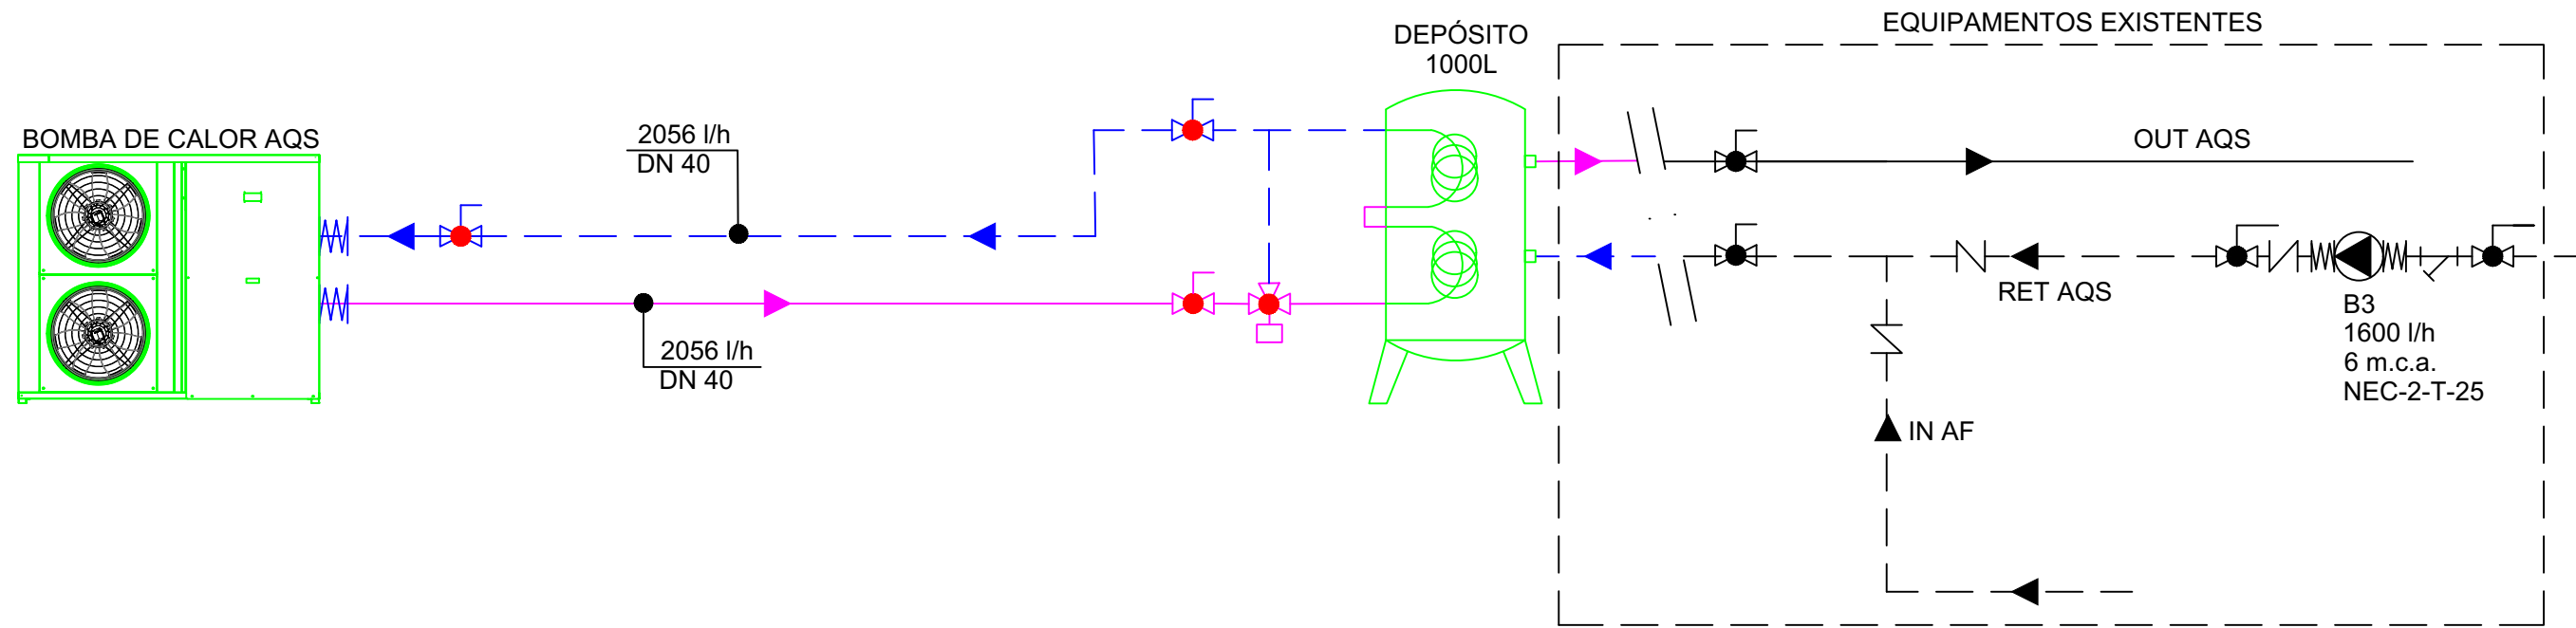 EQUIPAMENTOS EXISTENTES
DEPÓSITO
1000L
BOMBA DE CALOR AQS
2056 l/h
DN 40
OUT AQS
RET AQS
B3
1600 l/h
6 m.c.a.
NEC-2-T-25
2056 l/h
DN 40
IN AF